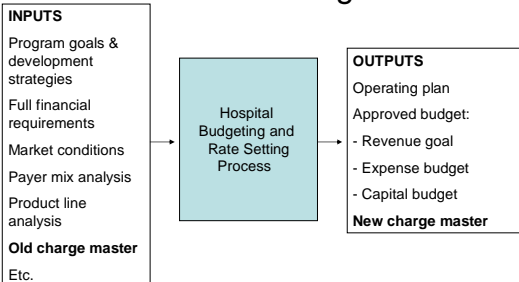 INPUTS
Program goals &
development
strategies
Full financial
requirements
Market conditions
Payer mix analysis
Product line
analysis
Old charge master
Etc.
Hospital
Budgeting and
Rate Setting
Process
OUTPUTS
Operating plan
Approved budget:
- Revenue goal
- Expense budget
- Capital budget
New charge master